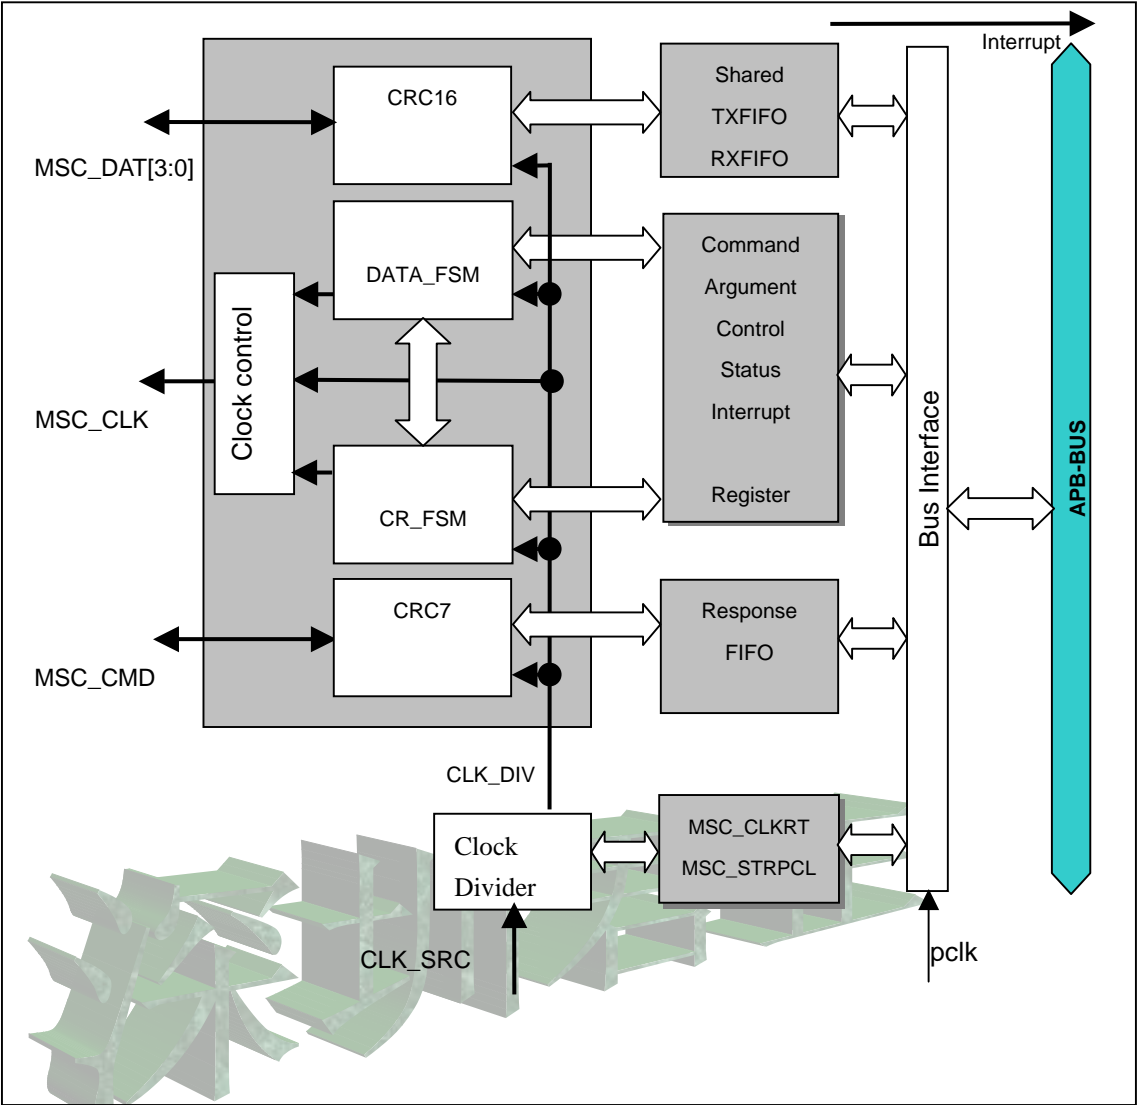 Interrupt
CRC16
Shared
TXFIFO
RXFIFO
MSC_DAT[3:0]
DATA_FSM
Command
Argument
Control
Status
Interrupt
Register
Clock control
MSC_CLK
CR_FSM
Bus Interface
APB-BUS
CRC7
Response
FIFO
MSC_CMD
CLK_DIV
Clock
Divider
MSC_CLKRT
MSC_STRPCL
CLK_SRC
pclk